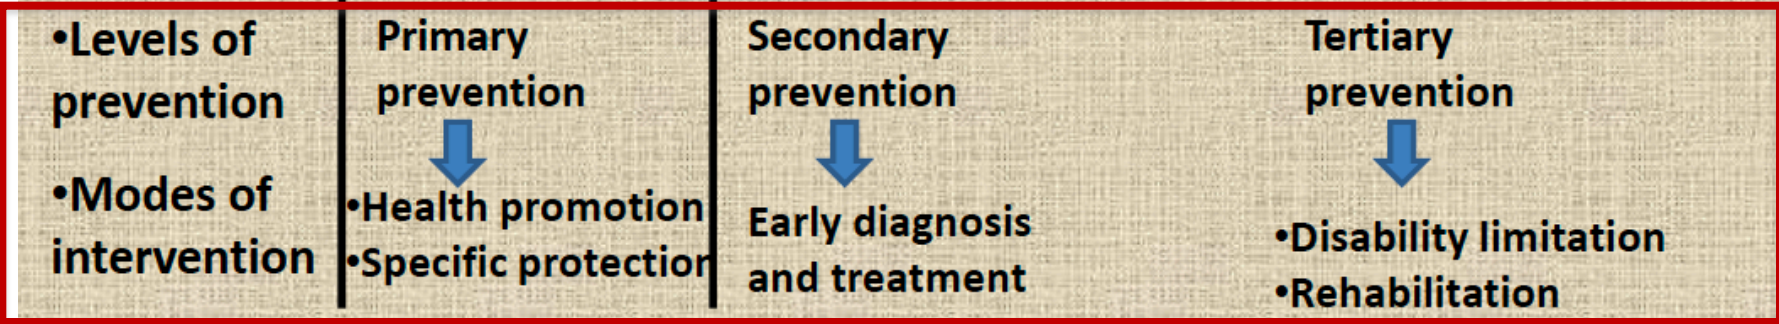 •Levels of
prevention
•Modes of
intervention
Primary
prevention
•Health promotion
•Specific protection
Secondary
prevention
Early diagnosis
and treatment
Tertiary
prevention
•Disability limitation
•Rehabilitation